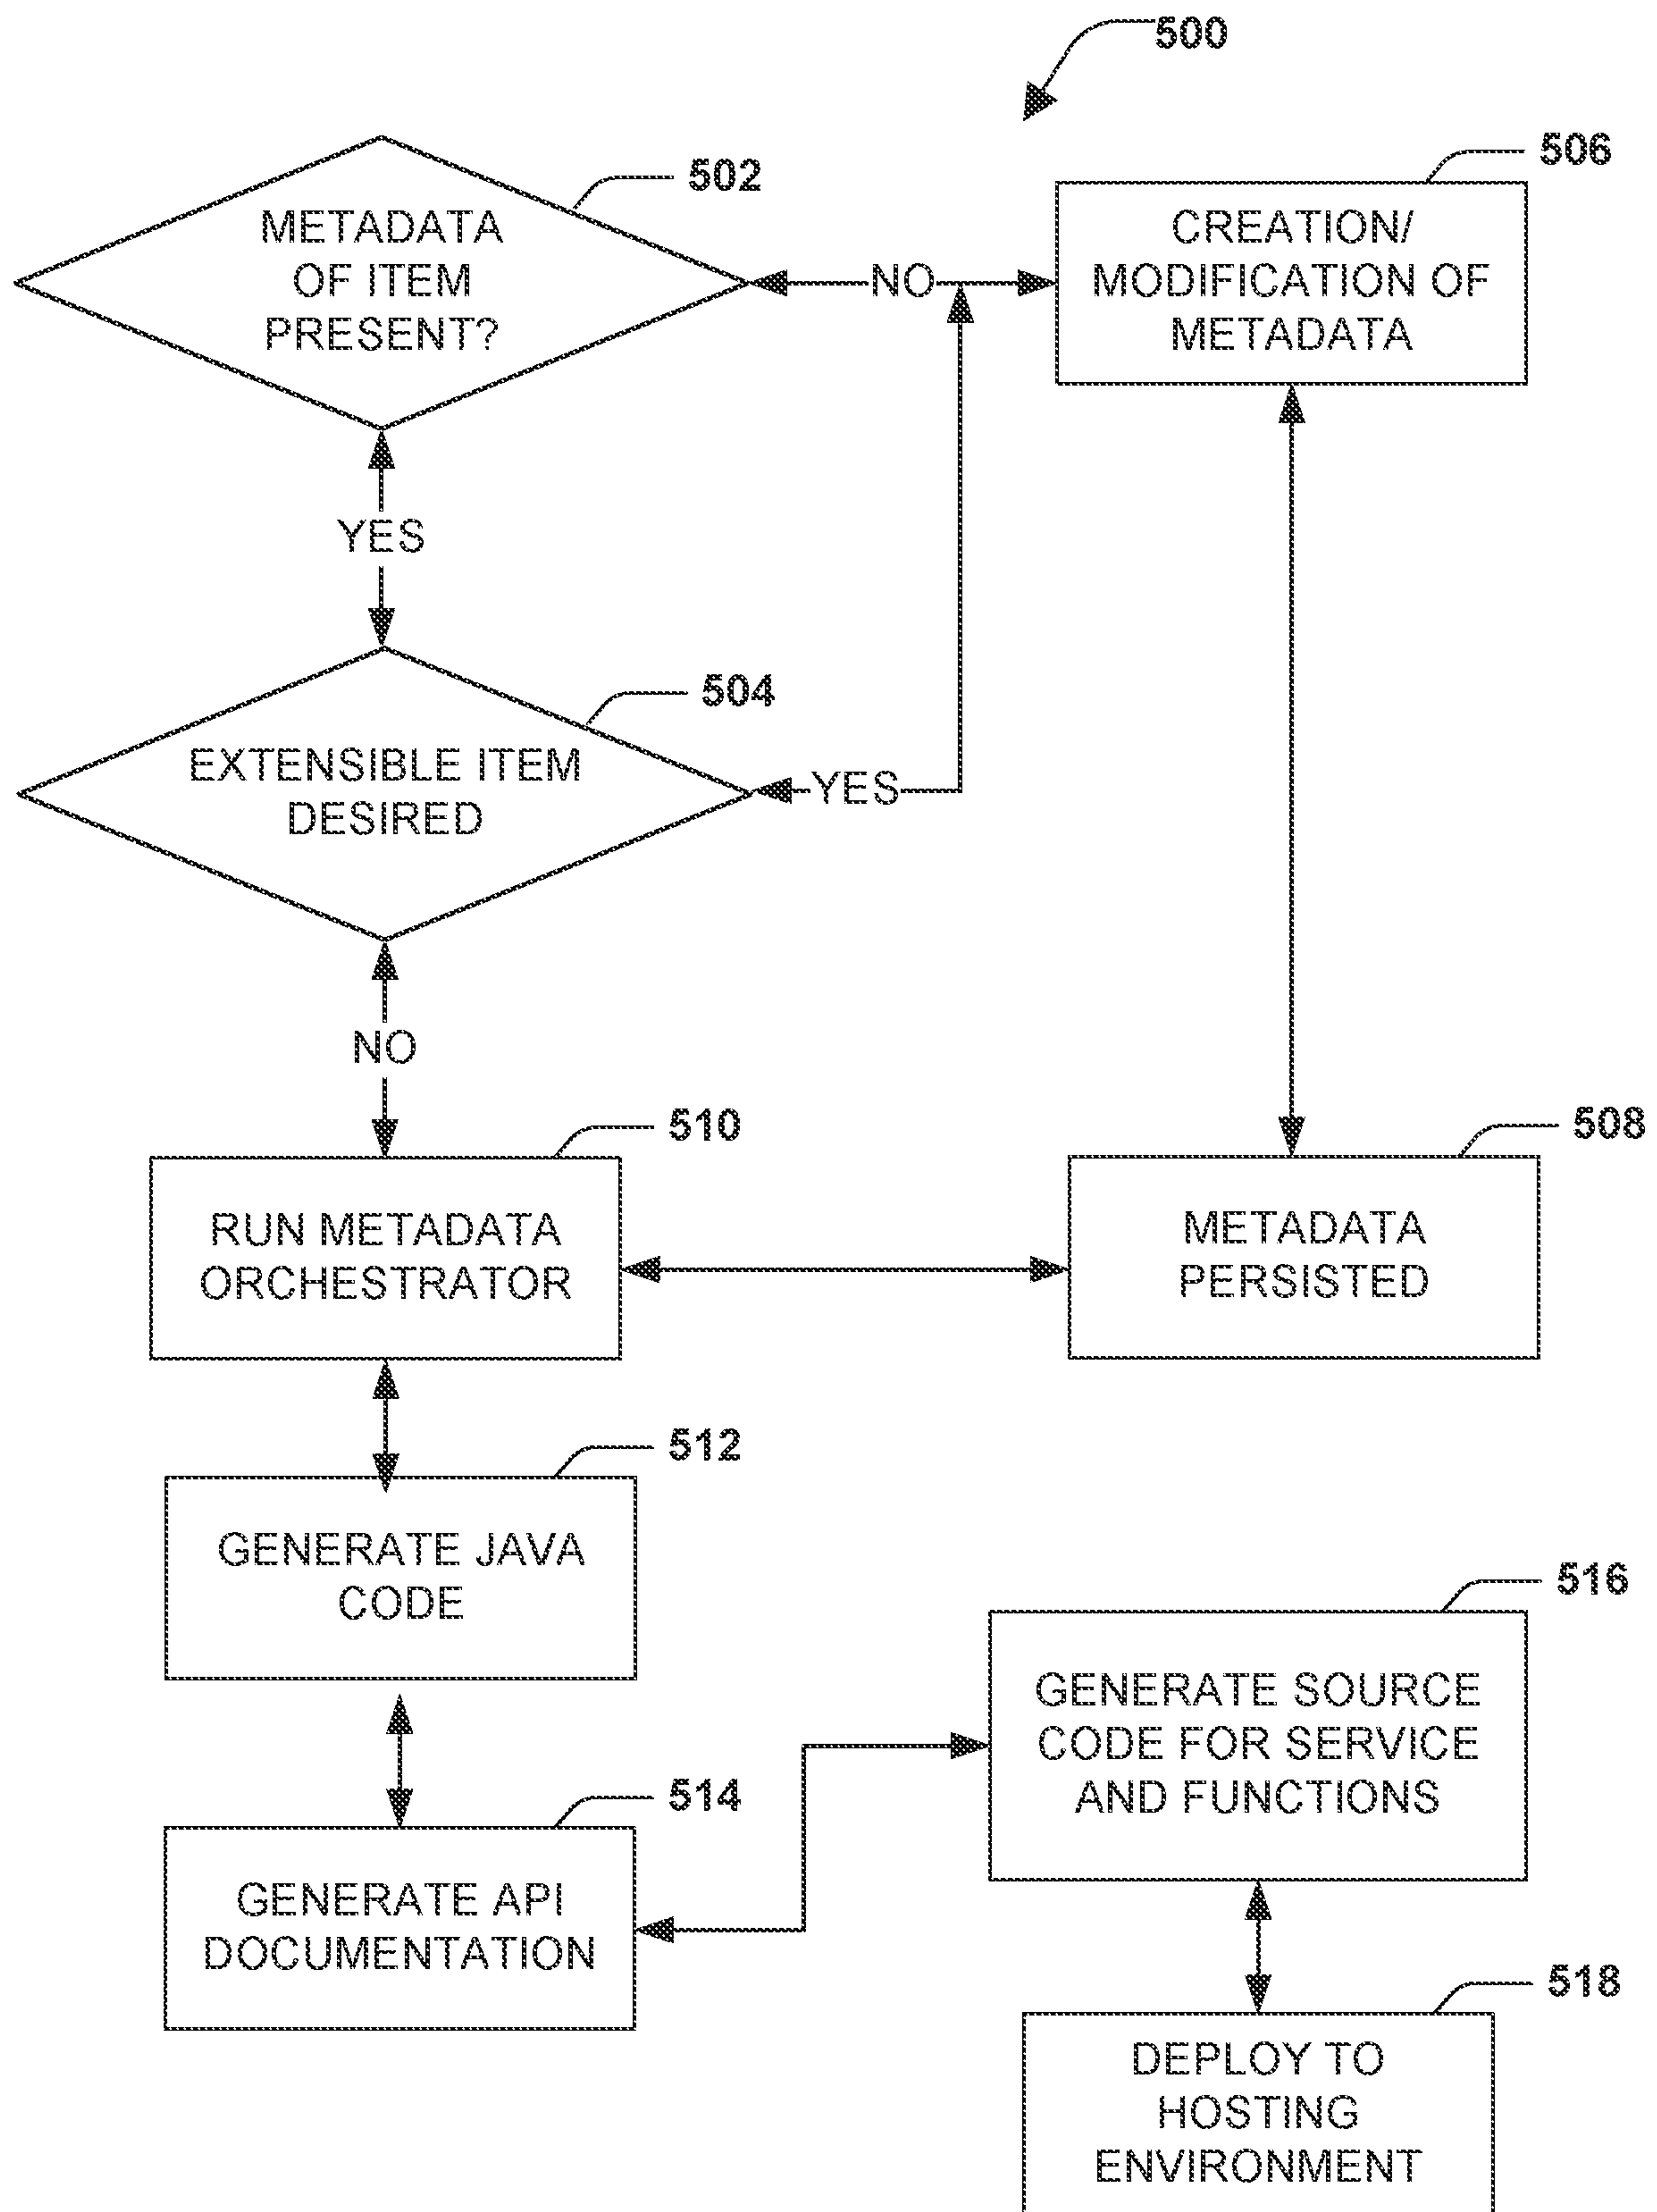 500
502
METADATA
OF ITEM
PRESENT?
NO
506
CREATION/
MODIFICATION OF
METADATA
YES
504
EXTENSIBLE ITEM
DESIRED
YES
NO
510
RUN METADATA
ORCHESTRATOR
508
METADATA
PERSISTED
512
GENERATE JAVA
CODE
516
GENERATE SOURCE
CODE FOR SERVICE
AND FUNCTIONS
514
GENERATE API
DOCUMENTATION
518
DEPLOY TO
HOSTING
ENVIRONMENT